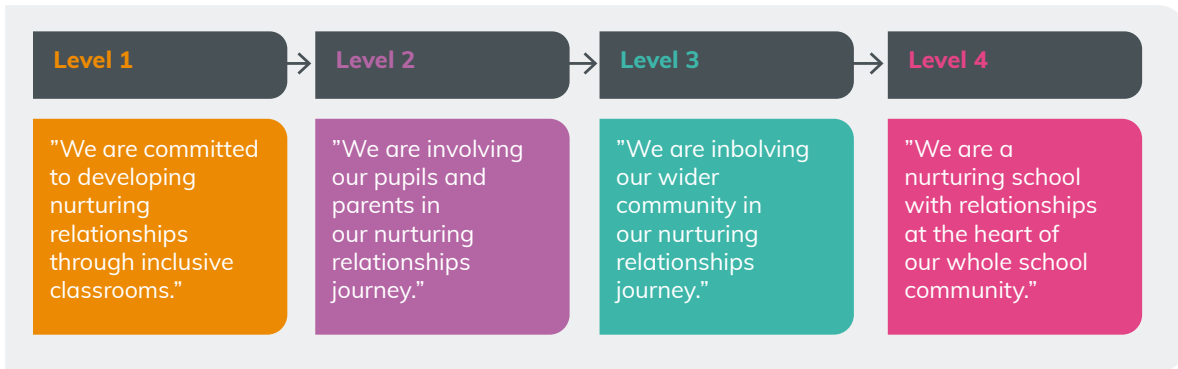 Level 1
Level 2
Level 3
Level 4
”We are committed
to developing
nurturing
relationships
through inclusive
classrooms.”
”We are involving
our pupils and
parents in
our nurturing
relationships
journey.”
”We are inbolving
our wider
community in
our nurturing
relationships
journey.”
”We are a
nurturing school
with relationships
at the heart of
our whole school
community.”